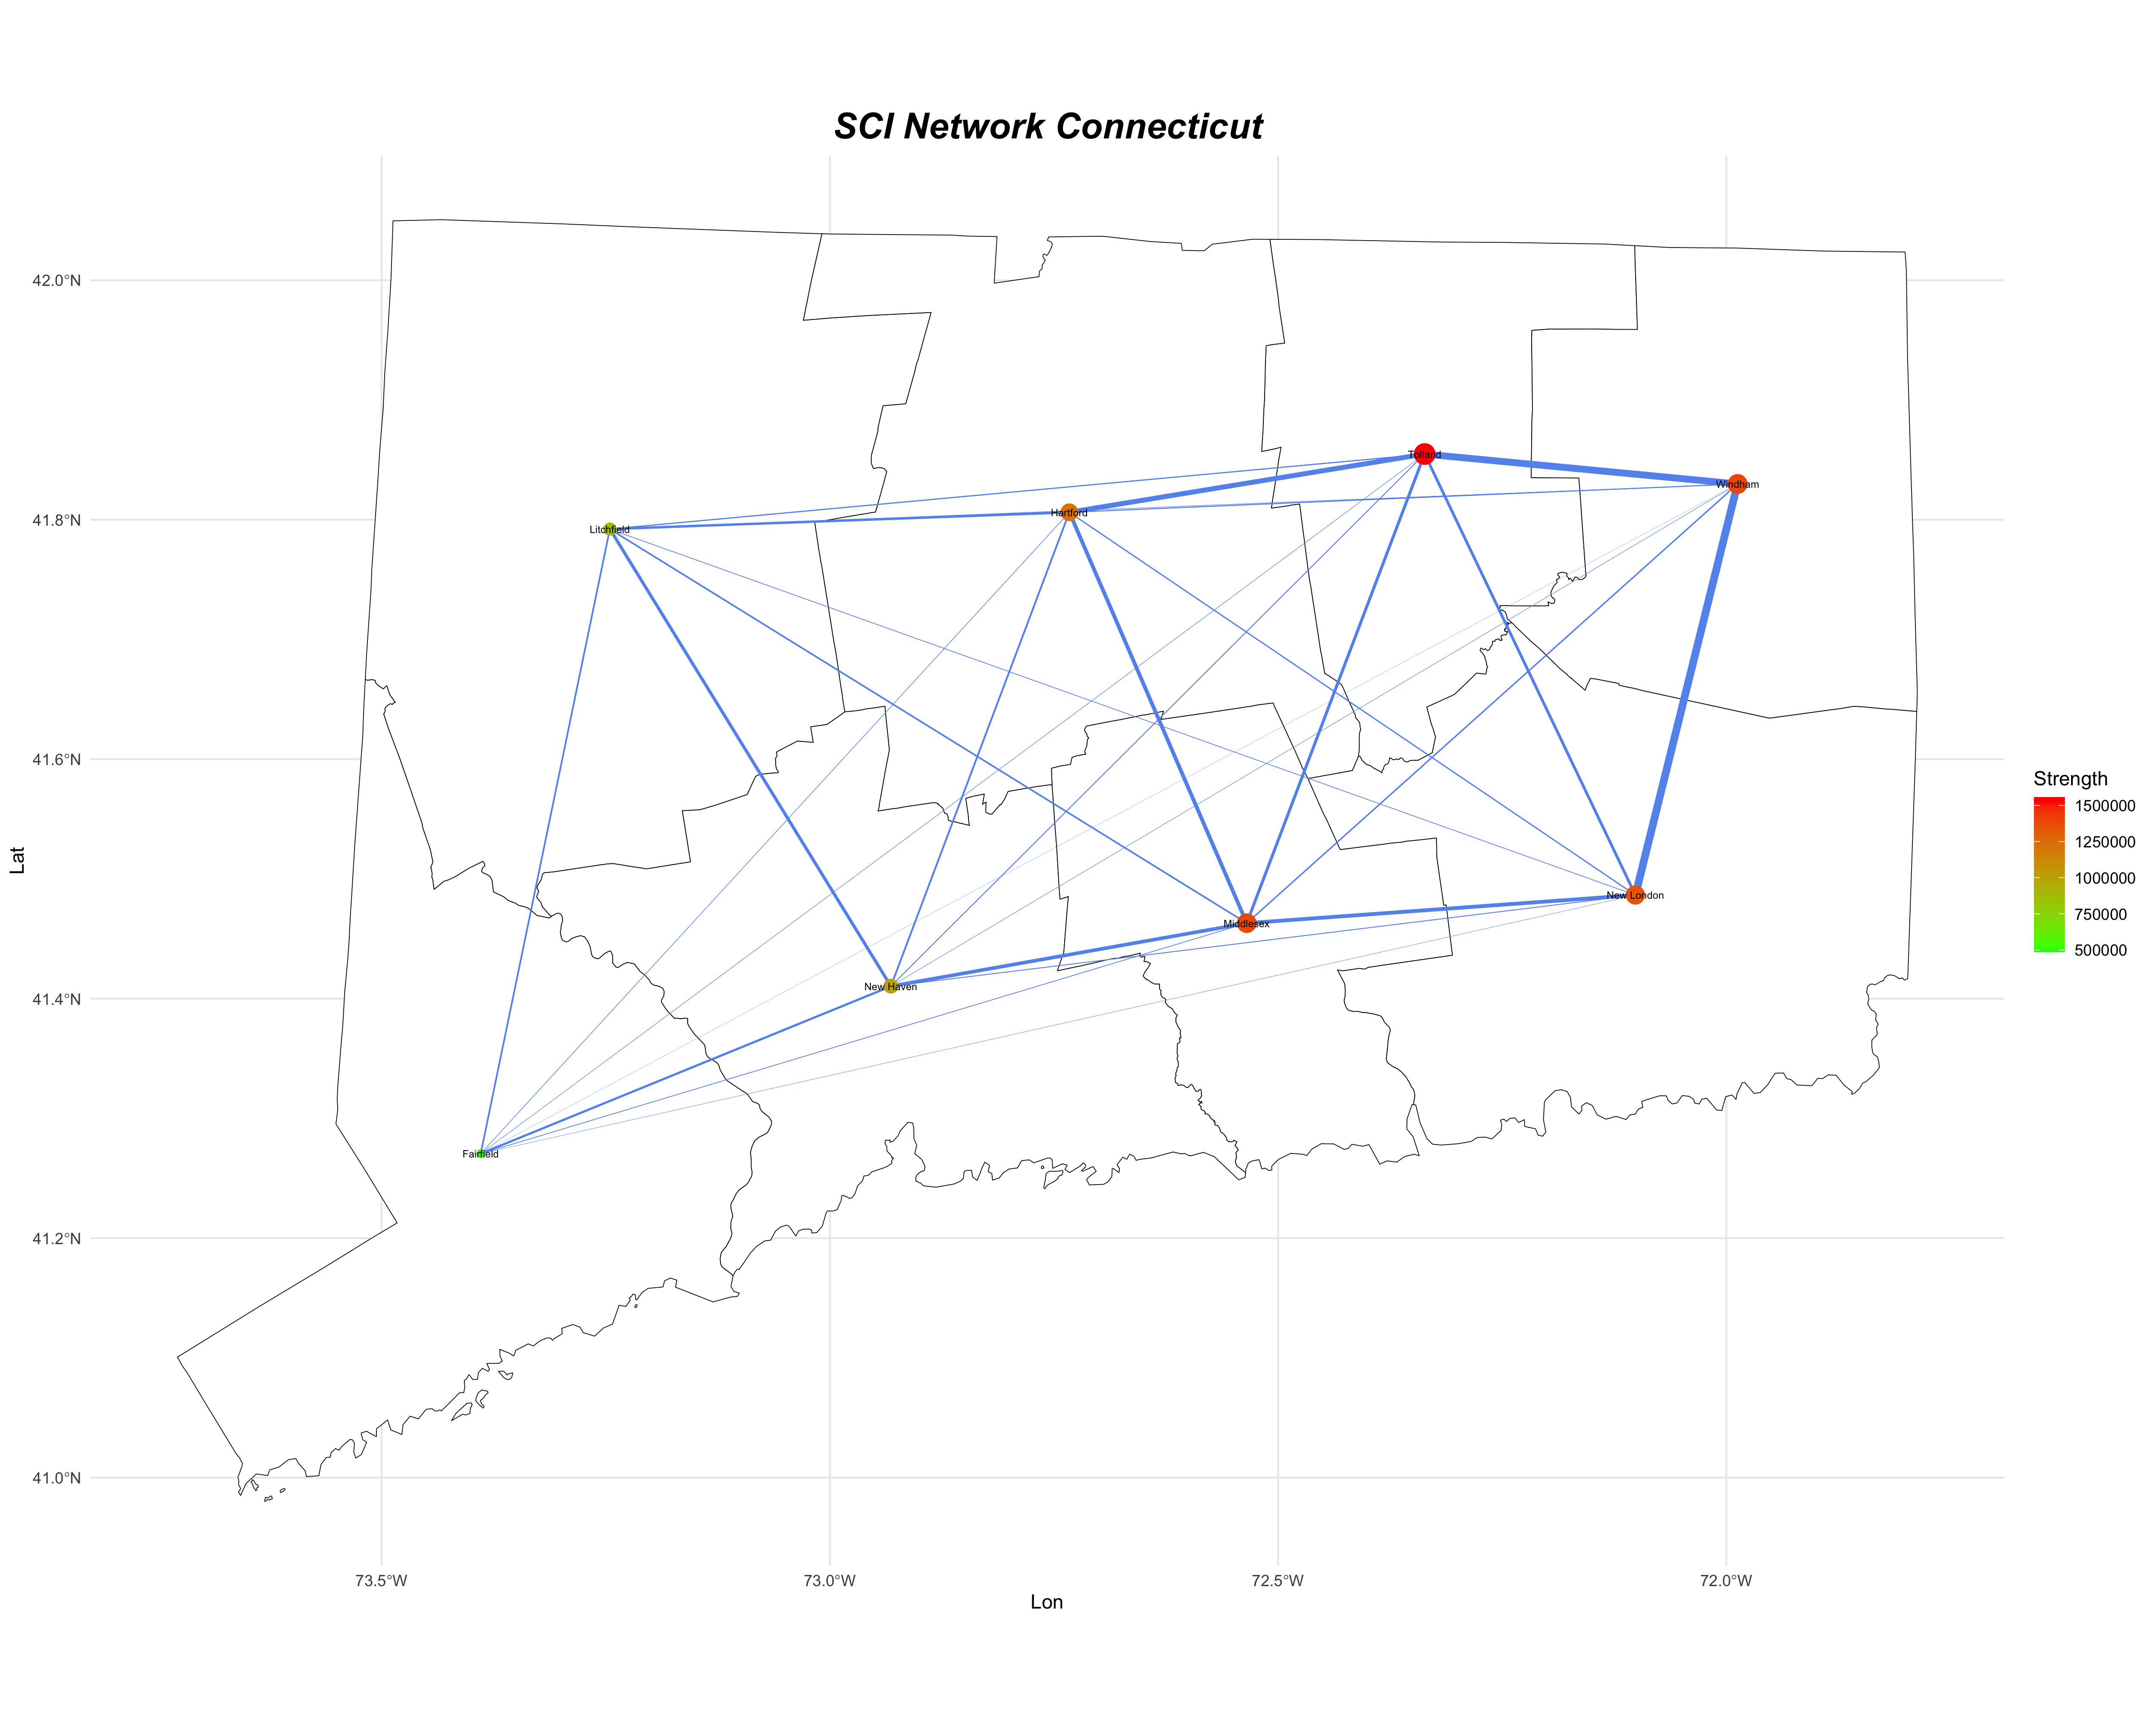 SCI Network Connecticut
42.0°N
41.8°N
41.6°N
41.4°N
41.2°N
41.0°N
Lat
Tolland
Windham
Hartford
Litchfield
New London
Middlesex
New Haven
Fairfield
73.5°W
73.0°W
72.5°W
72.0°W
Lon
Strength
1500000
1250000
1000000
750000
500000